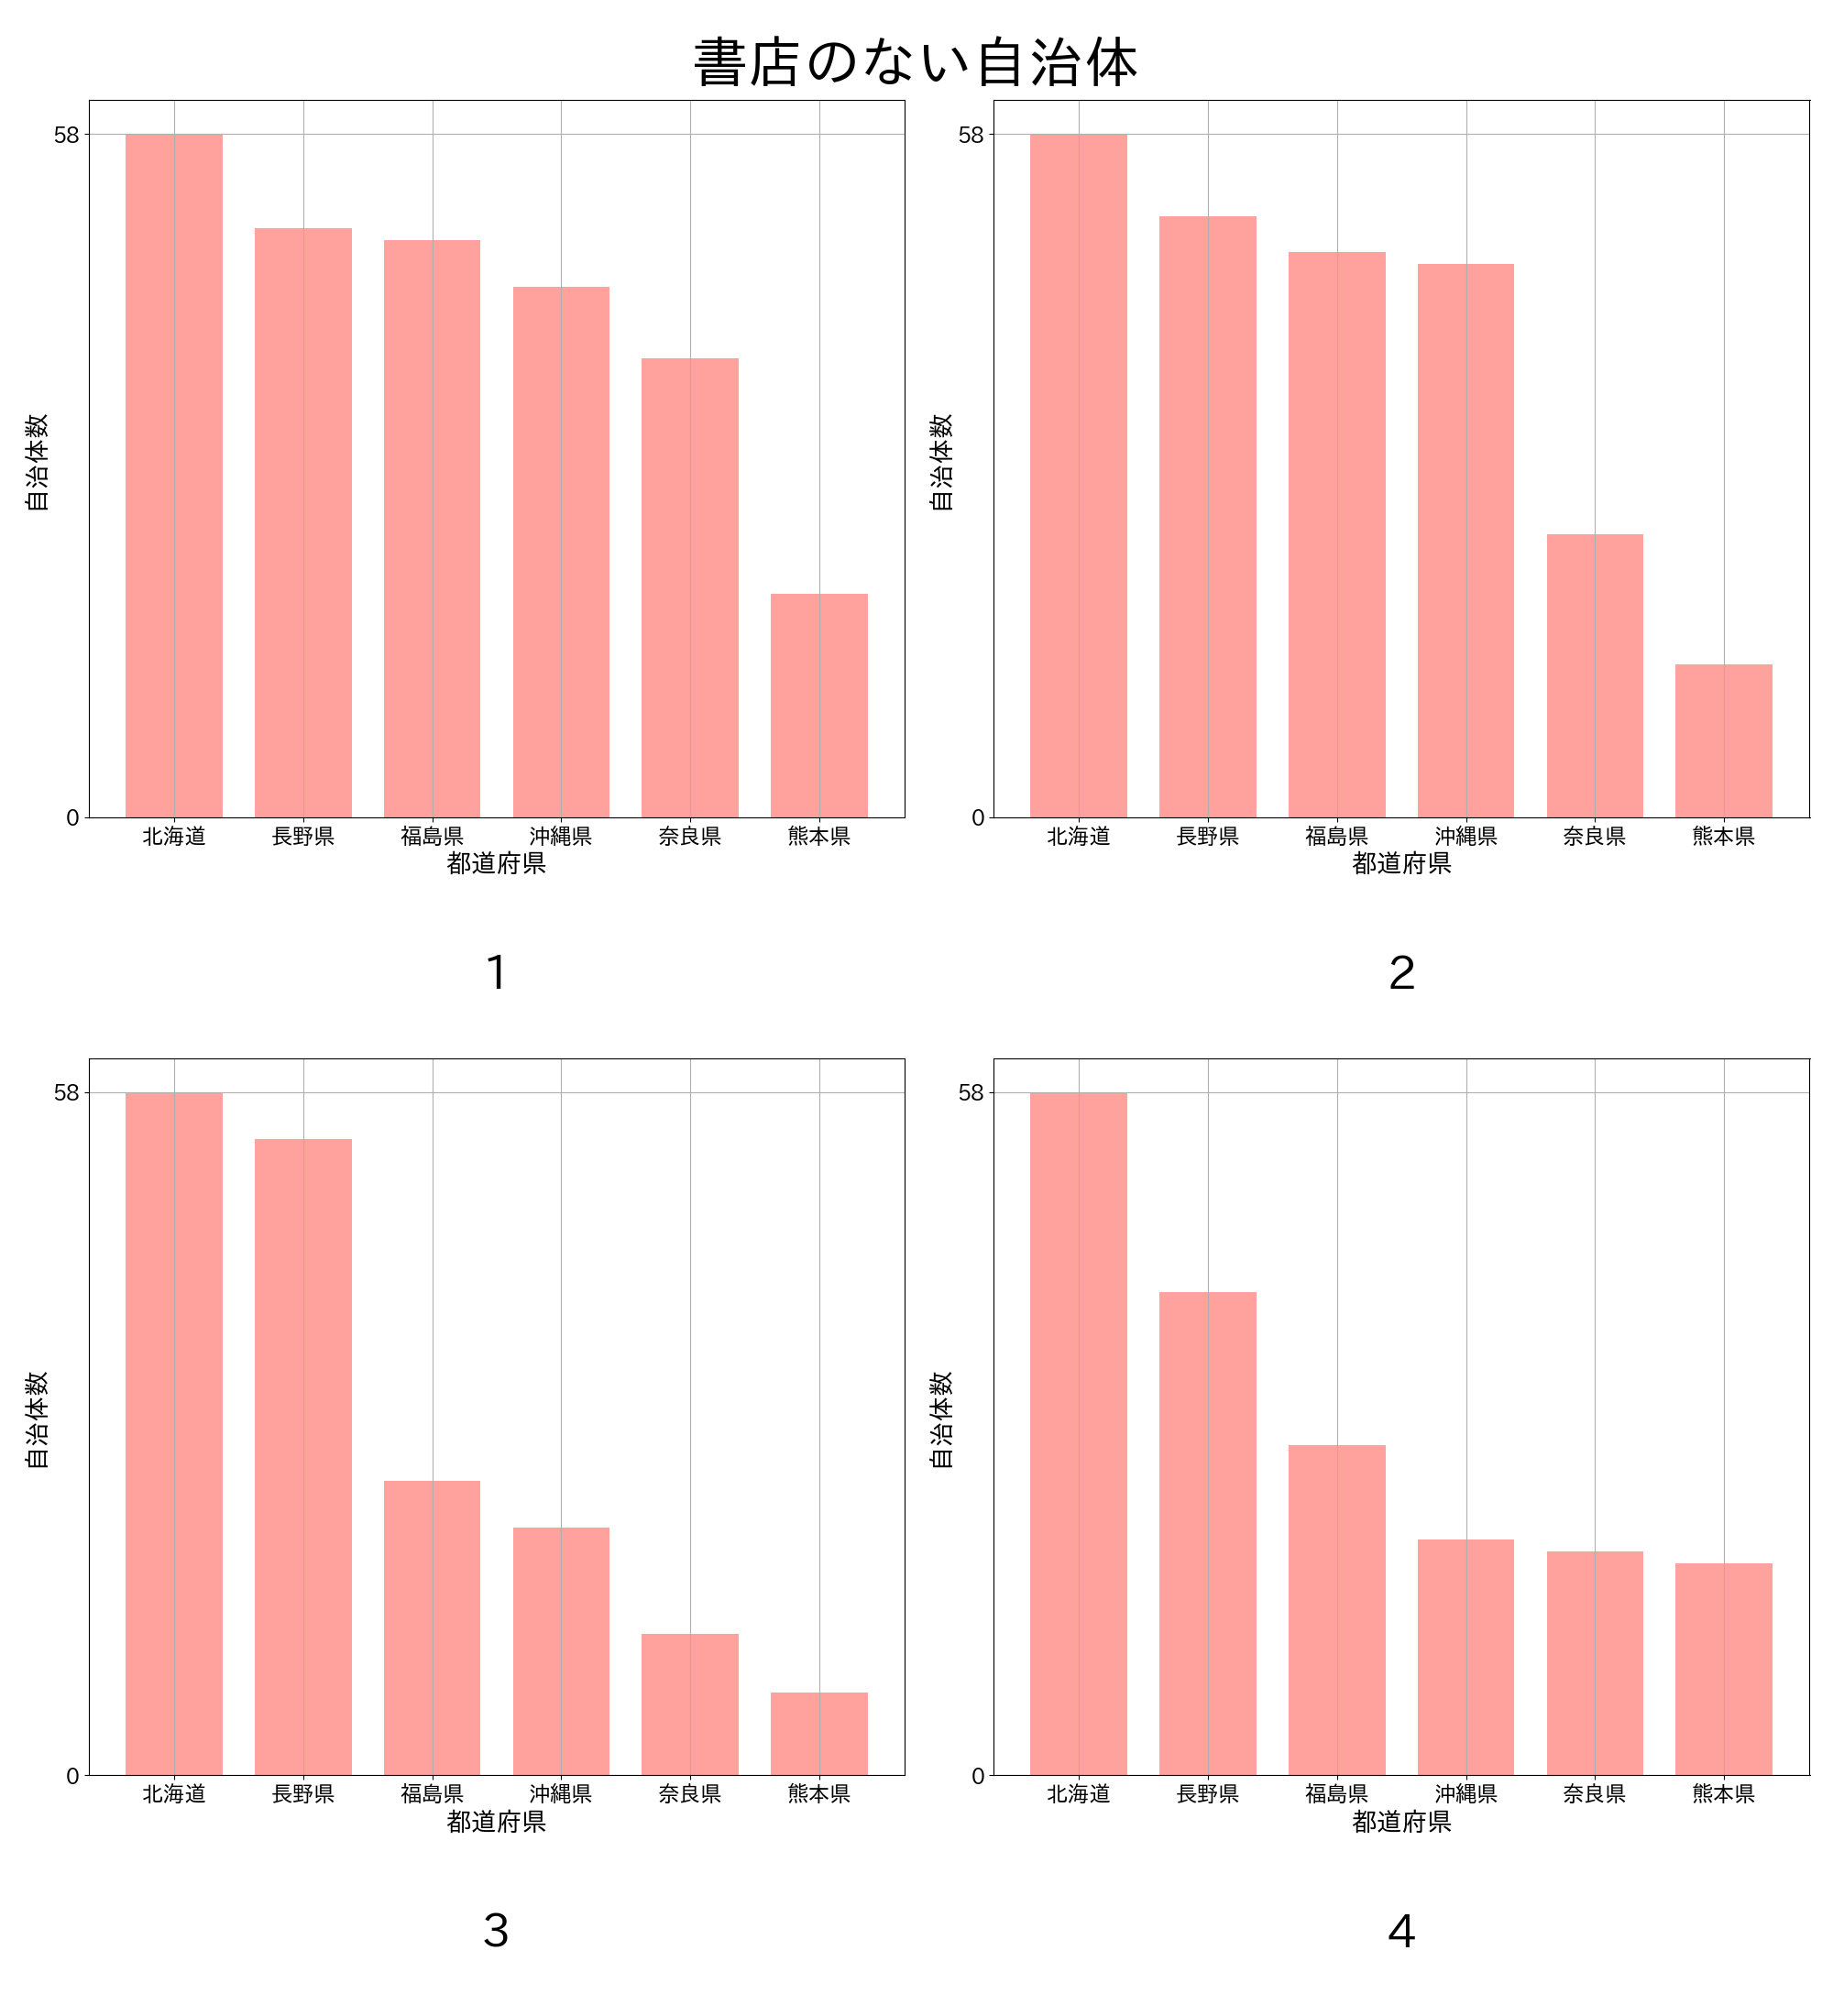 書店のない自治体
58
0
自治体数
北海道 長野県 福島県 沖縄県 奈良県 熊本県
都道府県
1
58
0
自治体数
北海道 長野県 福島県 沖縄県 奈良県 熊本県
都道府県
2
58
0
自治体数
北海道 長野県 福島県 沖縄県 奈良県 熊本県
都道府県
3
58
0
自治体数
北海道 長野県 福島県 沖縄県 奈良県 熊本県
都道府県
4